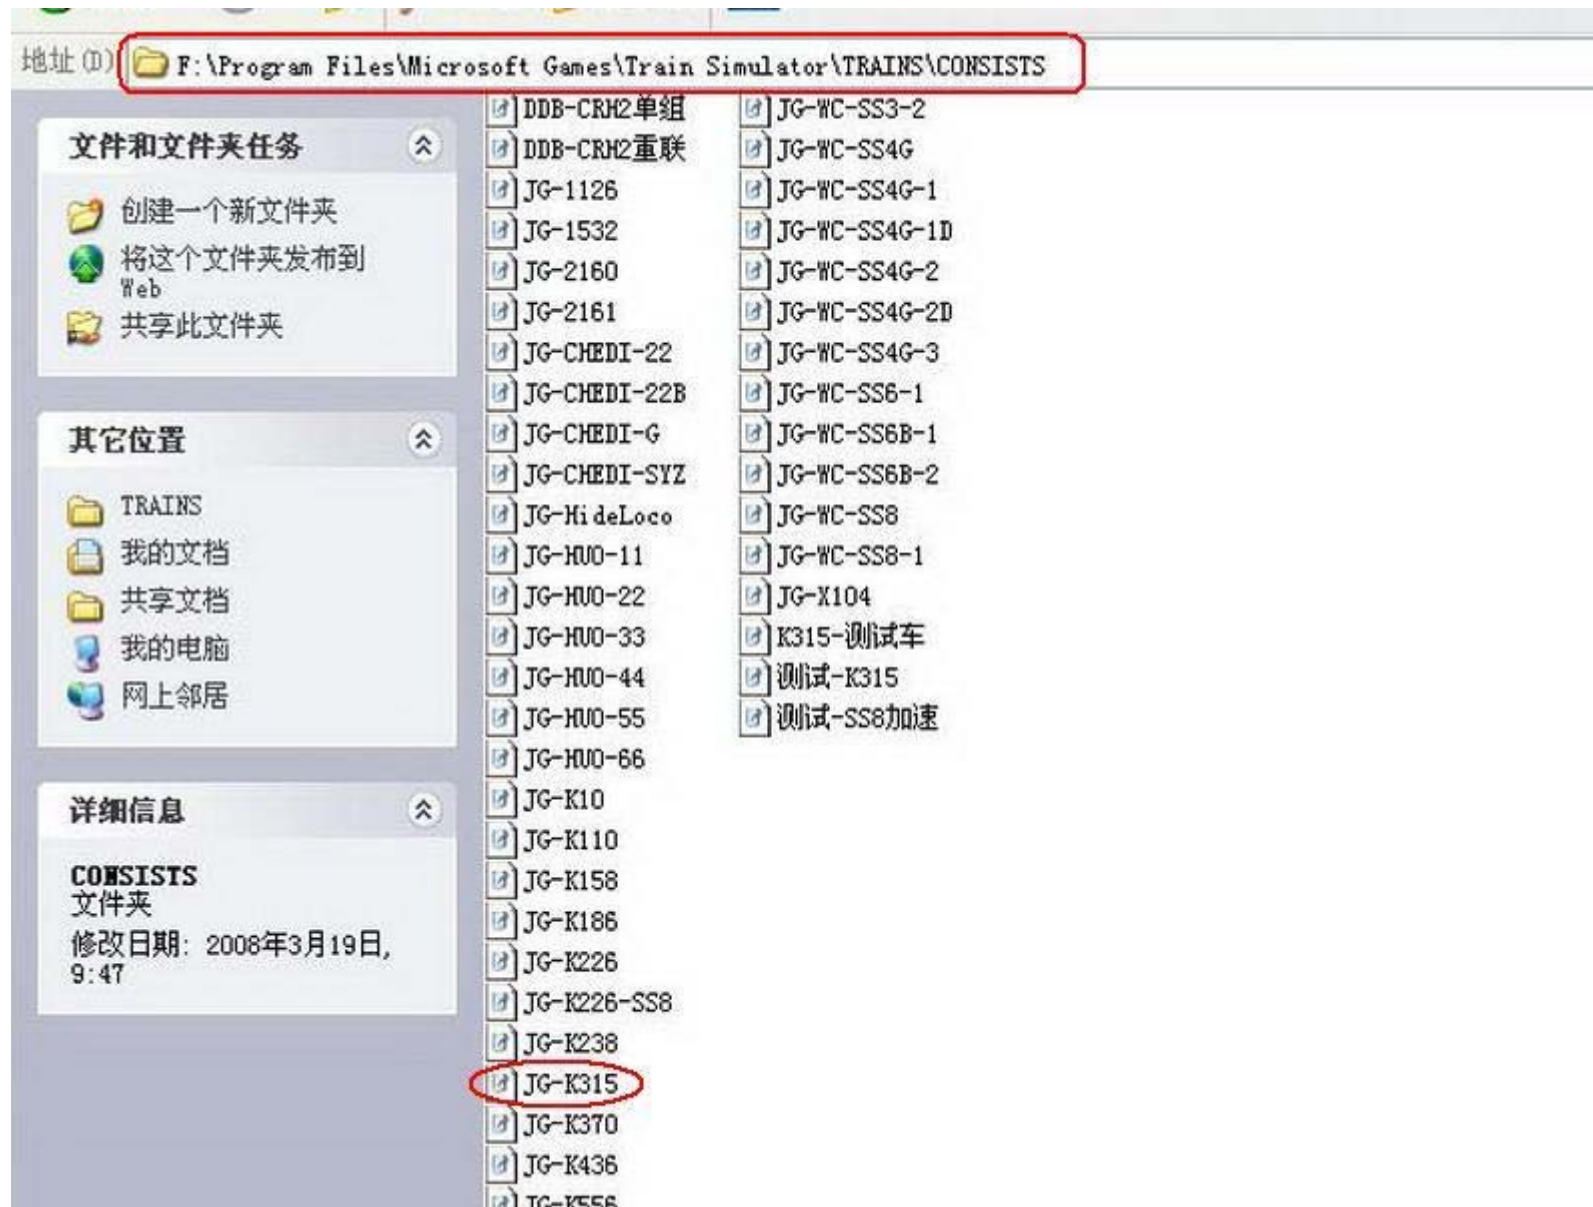 地址(D) F:\Program Files\Microsoft Games\Train Simulator\TRAINS\CONSISTS
文件和文件夹任务
创建一个新文件夹
将这个文件夹发布到
Web
共享此文件夹
其它位置
TRAINS
我的文档
共享文档
我的电脑
网上邻居
详细信息
CONSISTS
文件夹
修改日期: 2008年3月19日,
9:47
DDB-CRH2单组
DDB-CRH2重联
JG-1126
JG-1532
JG-2160
JG-2161
JG-CHEDI-22
JG-CHEDI-22B
JG-CHEDI-G
JG-CHEDI-SYZ
JG-HideLoco
JG-HUO-11
JG-HUO-22
JG-HUO-33
JG-HUO-44
JG-HUO-55
JG-HUO-66
JG-K10
JG-K110
JG-K158
JG-K186
JG-K226
JG-K226-SS8
JG-K238
JG-K315
JG-K370
JG-K436
JG-K556
JG-WC-SS3-2
JG-WC-SS4G
JG-WC-SS4G-1
JG-WC-SS4G-1D
JG-WC-SS4G-2
JG-WC-SS4G-2D
JG-WC-SS4G-3
JG-WC-SS6-1
JG-WC-SS6B-1
JG-WC-SS6B-2
JG-WC-SS8
JG-WC-SS8-1
JG-X104
K315-测试车
测试-K315
测试-SS8加速